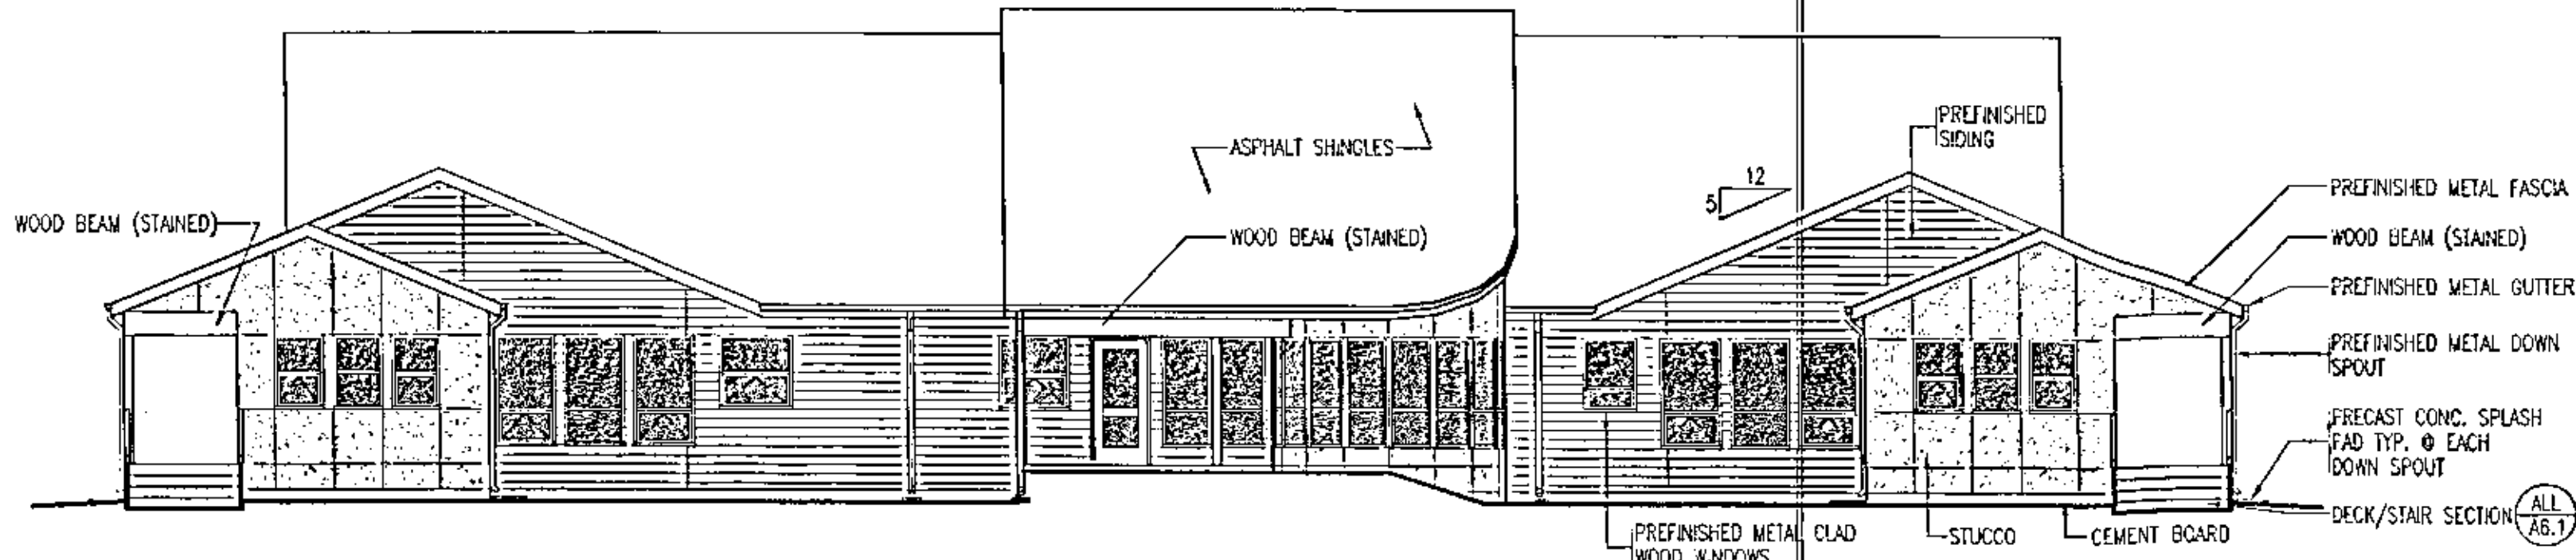 ASPHALT SHINGLES
PREFINISHED
SIDING
12
5
PREFINISHED METAL FASCIA
WOOD BEAM (STAINED)
WOOD BEAM (STAINED)
WOOD BEAM (STAINED)
PREFINISHED METAL GUTTER
PREFINISHED METAL DOWN
SPOUT
PRECAST CONC. SPLASH
PAD TYP. @ EACH
DOWN SPOUT
DECK/STAIR SECTION
ALL
A6.1
PREFINISHED METAL CLAD
WOOD WINDOWS
STUCCO
CEMENT BOARD